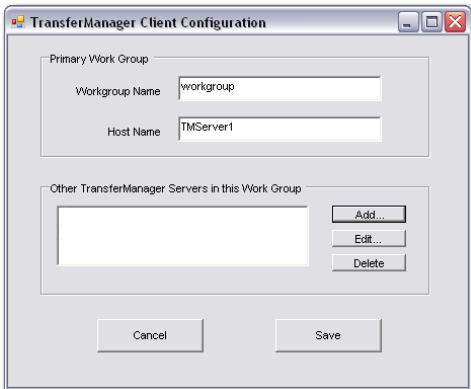 TransferManager Client Configuration
Primary Work Group
Workgroup Name workgroup
Host Name TMServer1
Other TransferManager Servers in this Work Group
Add...
Edit...
Delete
Cancel Save